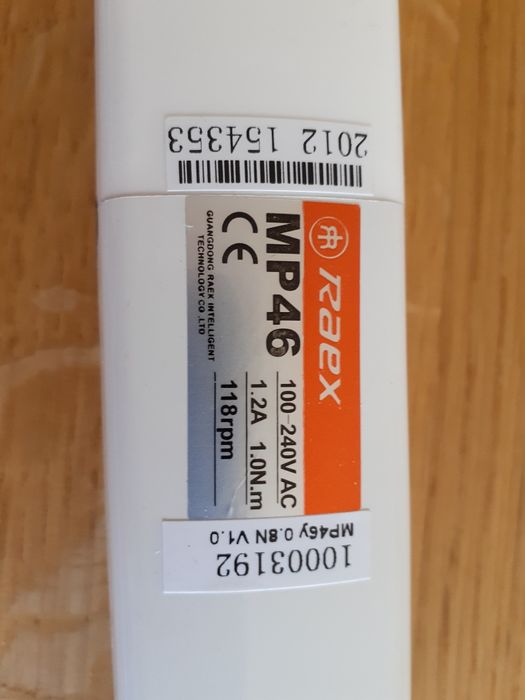 2012 154353
Raex
MP46
CE
GUANGDONG RAEX INTELLIGENT
TECHNOLOGY CO .,LTD
100-240V AC
1.2A 1.0N.m
118rpm
10003192
MP46y 0.8N V1.0